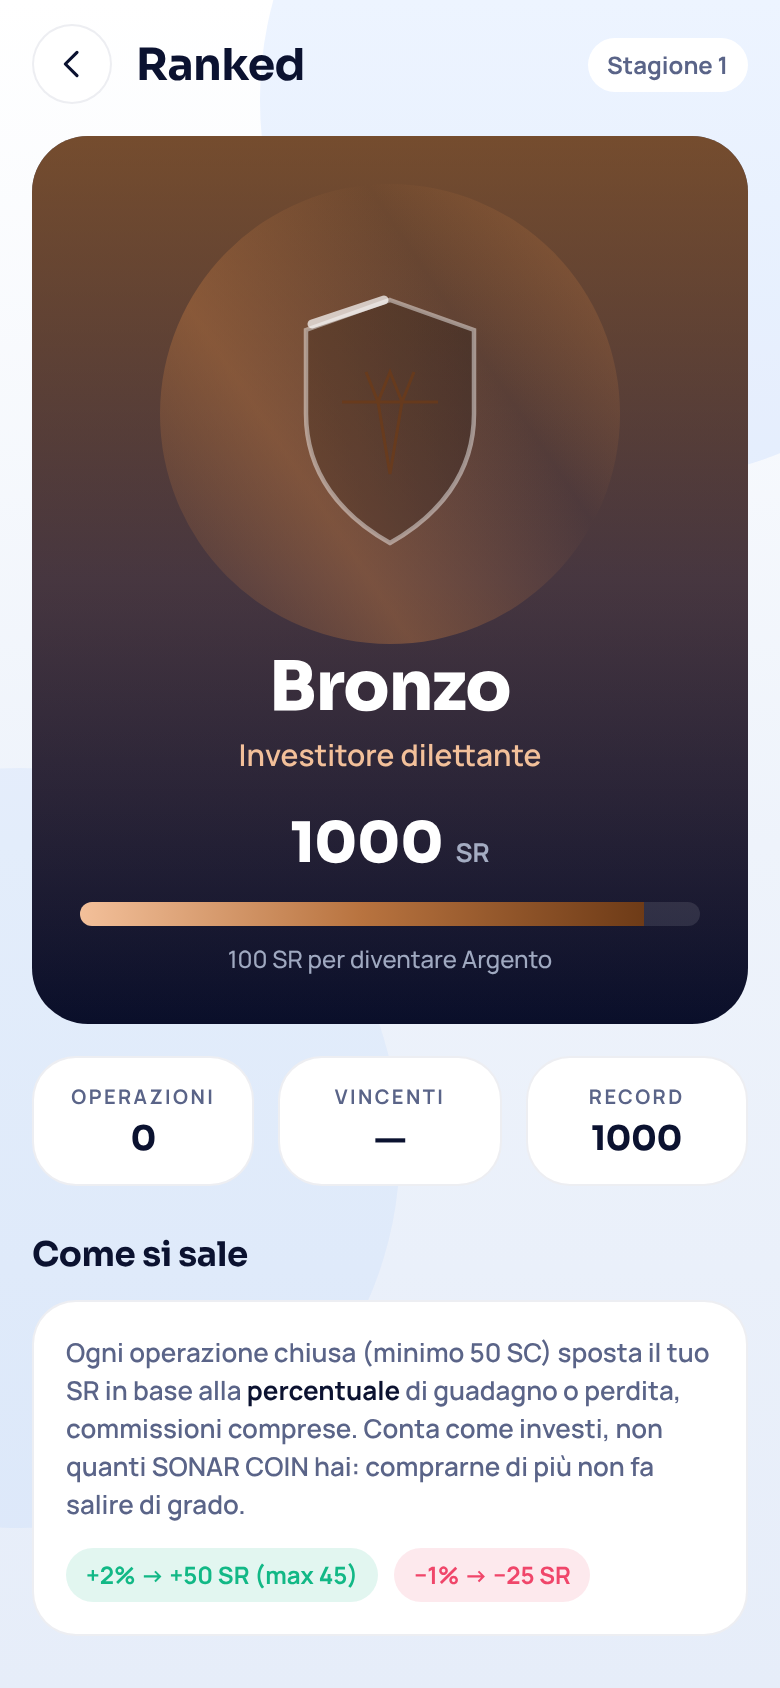 Ranked
Stagione 1
Bronzo
Investitore dilettante
1000 SR
100 SR per diventare Argento
OPERAZIONI
0
VINCENTI
—
RECORD
1000
Come si sale
Ogni operazione chiusa (minimo 50 SC) sposta il tuo
SR in base alla percentuale di guadagno o perdita,
commissioni comprese. Conta come investi, non
quanti SONAR COIN hai: comprarne di più non fa
salire di grado.
+2% → +50 SR (max 45)
−1% → −25 SR